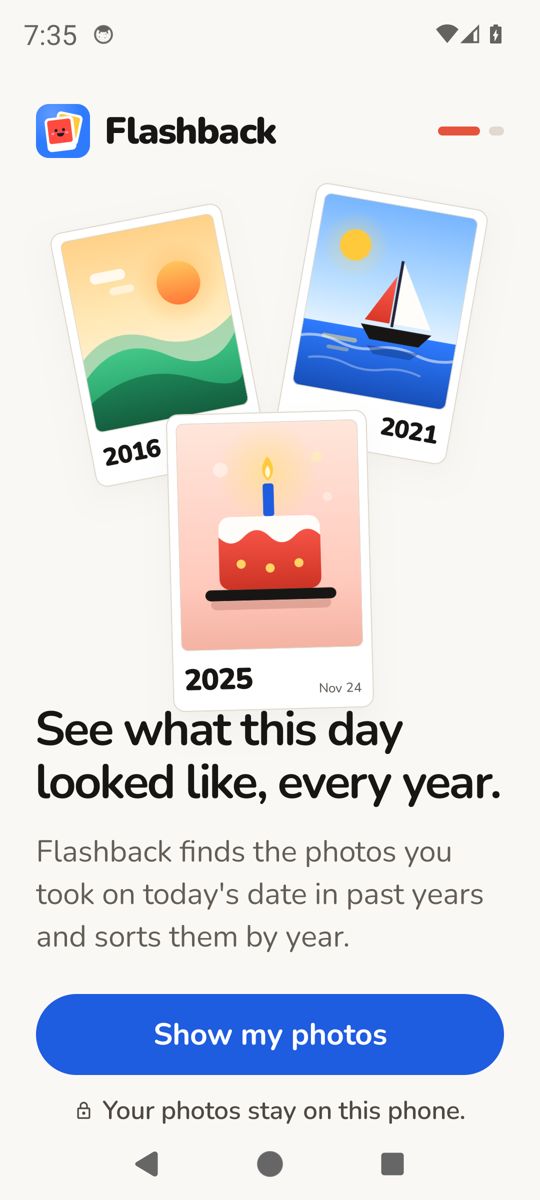 7:35
Flashback
2016
2021
2025
Nov 24
See what this day
looked like, every year.
Flashback finds the photos you
took on today's date in past years
and sorts them by year.
Show my photos
Your photos stay on this phone.